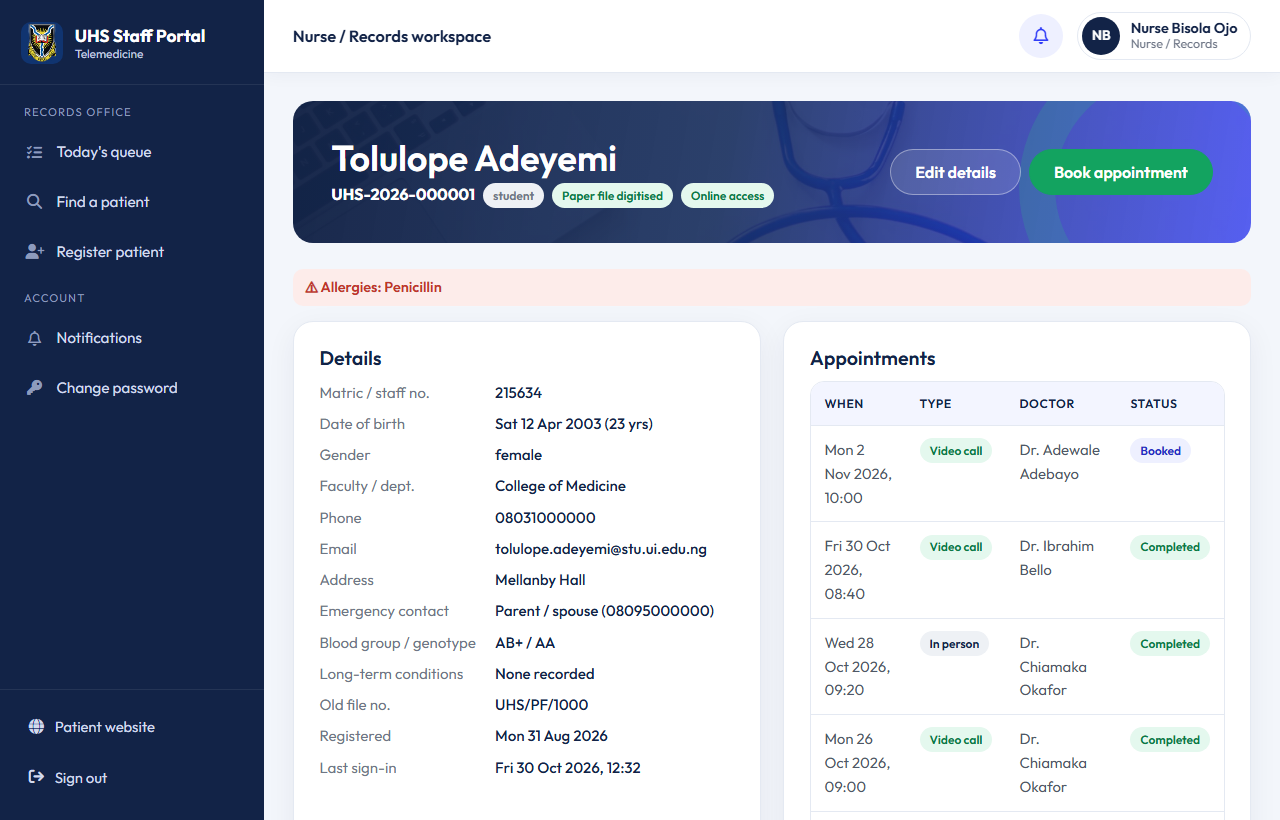 UHS Staff Portal
Telemedicine
RECORDS OFFICE
Today's queue
Find a patient
Register patient
ACCOUNT
Notifications
Change password
Patient website
Sign out
Nurse / Records workspace
NB
Nurse Bisola Ojo
Nurse / Records
Tolulope Adeyemi
UHS-2026-000001 student Paper file digitised Online access
Edit details
Book appointment
⚠ Allergies: Penicillin
Details
Matric / staff no. 215634
Date of birth Sat 12 Apr 2003 (23 yrs)
Gender female
Faculty / dept. College of Medicine
Phone 08031000000
Email tolulope.adeyemi@stu.ui.edu.ng
Address Mellanby Hall
Emergency contact Parent / spouse (08095000000)
Blood group / genotype AB+ / AA
Long-term conditions None recorded
Old file no. UHS/PF/1000
Registered Mon 31 Aug 2026
Last sign-in Fri 30 Oct 2026, 12:32
Appointments
WHEN TYPE DOCTOR STATUS
Mon 2 Video call Dr. Adewale Booked
Nov 2026, Adebayo
10:00
Fri 30 Oct Video call Dr. Ibrahim Completed
2026, Bello
08:40
Wed 28 In person Dr. Completed
Oct 2026, Chiamaka
09:20 Okafor
Mon 26 Video call Dr. Completed
Oct 2026, Chiamaka
09:00 Okafor